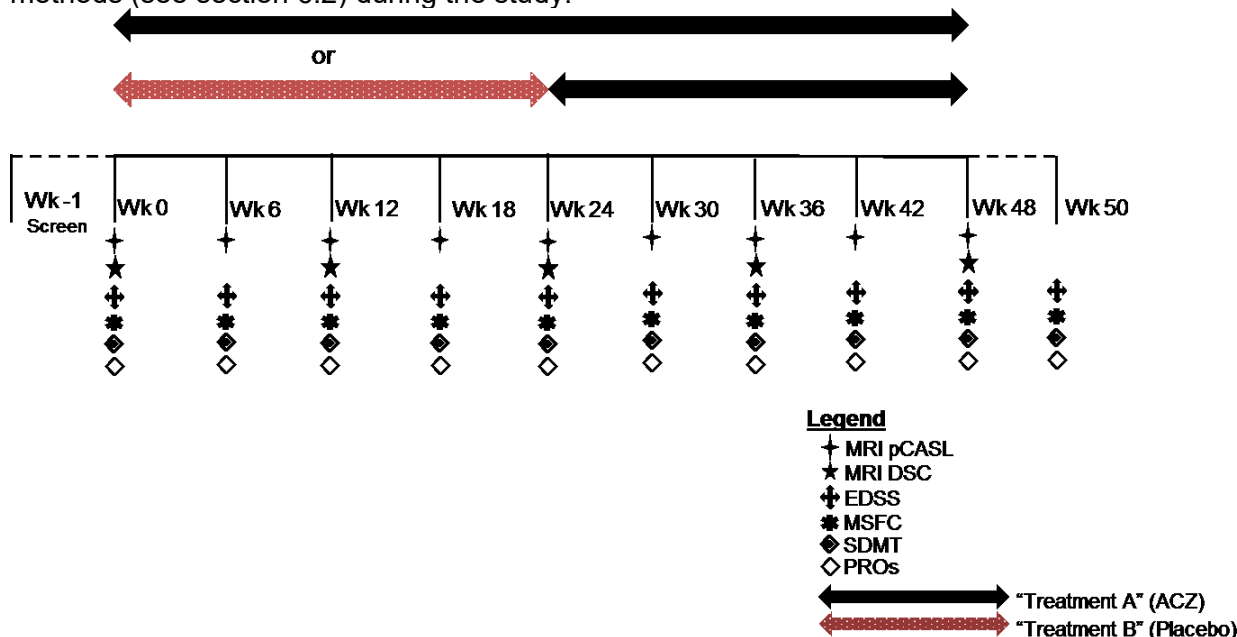 methods (see section 6.2) during the study.
or
Wk -1 Wk 0 Wk 6 Wk 12 Wk 18 Wk 24 Wk 30 Wk 36 Wk 42 Wk 48 Wk 50
Screen
Legend
MRI pCASL
MRI DSC
EDSS
MSFC
SDMT
PROs
"Treatment A" (ACZ)
"Treatment B" (Placebo)